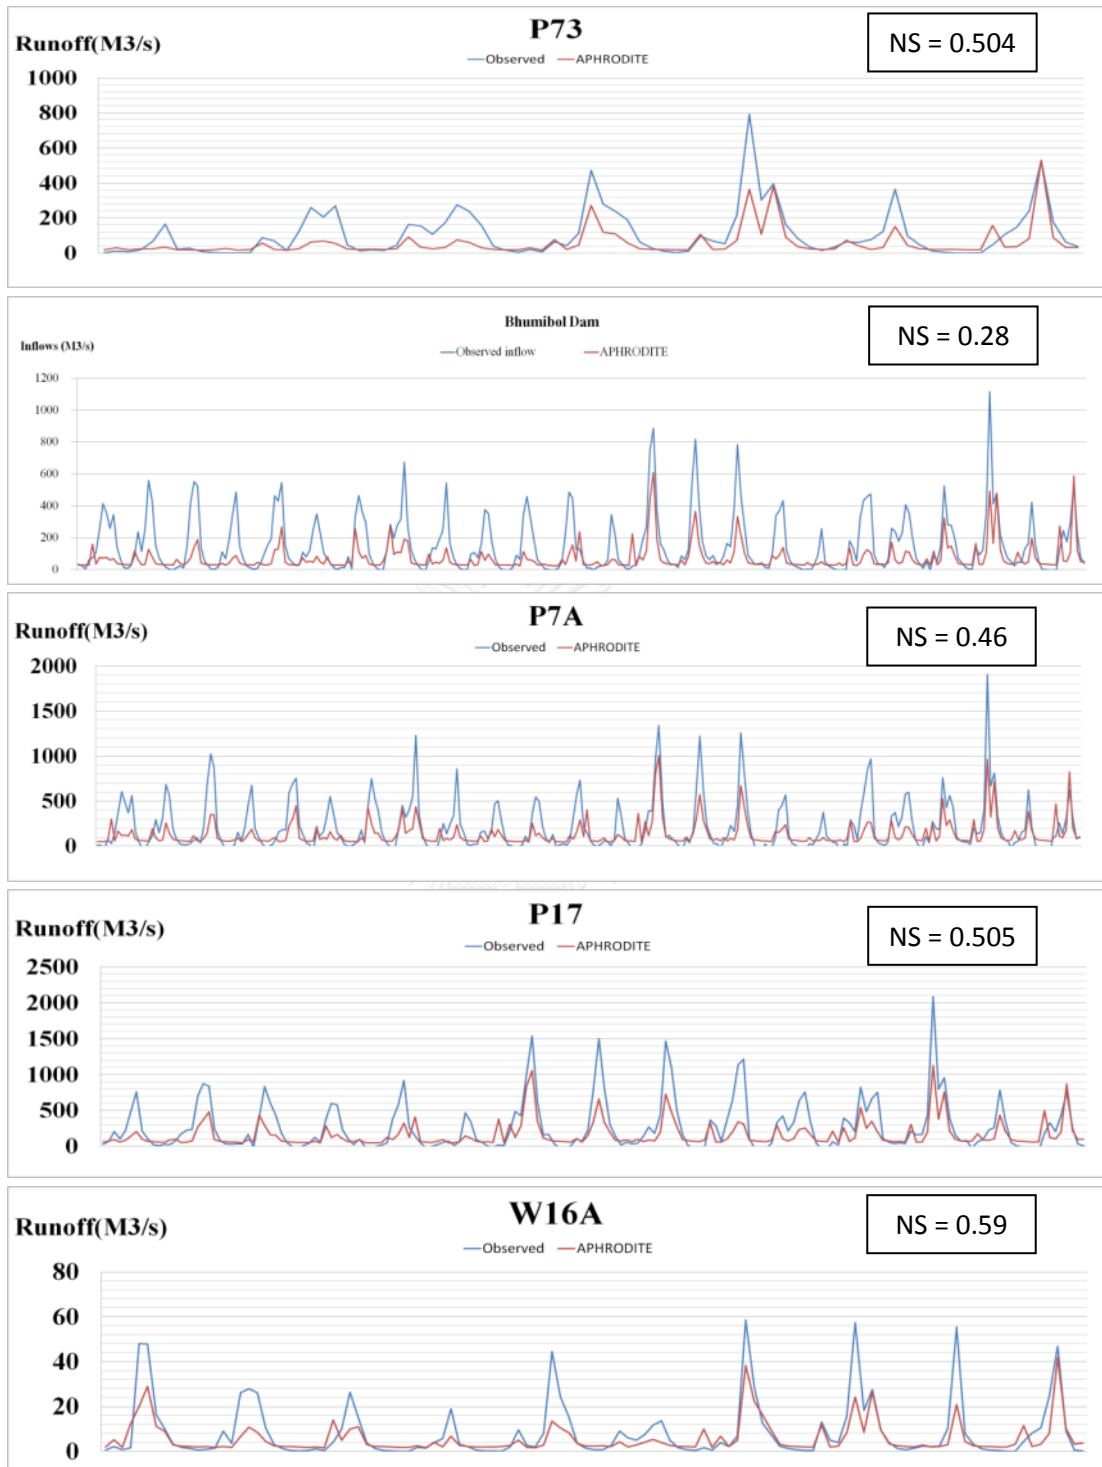 P73
Runoff(M3/s)
Observed APHRODITE
NS = 0.504
1000
800
600
400
200
0
Bhumibol Dam
Inflows (M3/s)
Observed inflow APHRODITE
NS = 0.28
1200
1000
800
600
400
200
0
P7A
Runoff(M3/s)
Observed APHRODITE
NS = 0.46
2000
1500
1000
500
0
P17
Runoff(M3/s)
Observed APHRODITE
NS = 0.505
2500
2000
1500
1000
500
0
W16A
Runoff(M3/s)
Observed APHRODITE
NS = 0.59
80
60
40
20
0